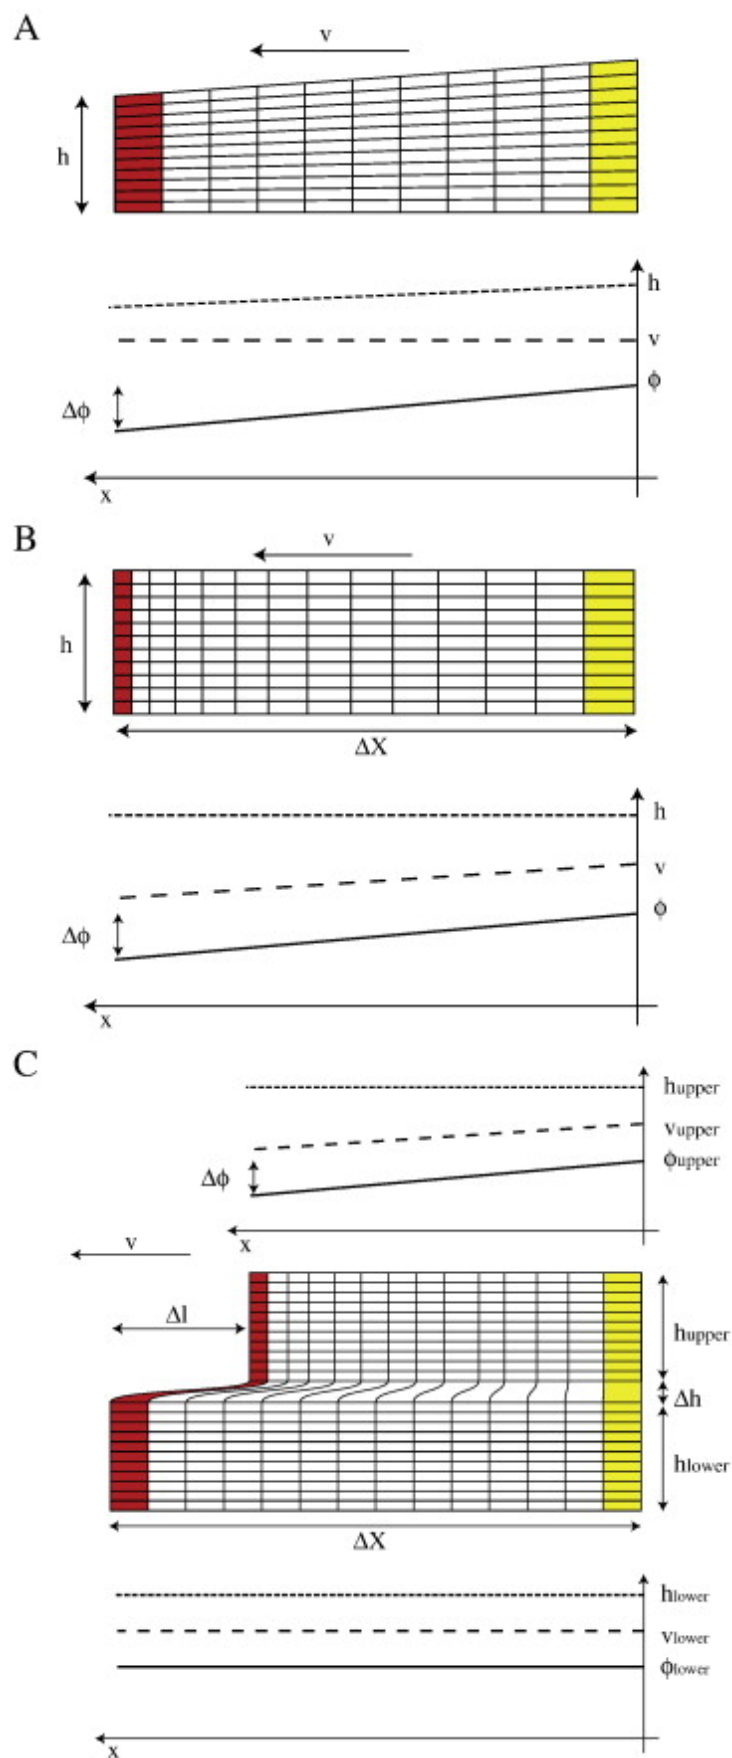 A
v
h
h
v
ϕ
Δϕ
x
B
v
h
ΔX
h
v
ϕ
Δϕ
x
C
hupper
vupper
ϕupper
Δϕ
x
v
Δl
hupper
Δh
hlower
ΔX
hlower
vlower
ϕlower
x